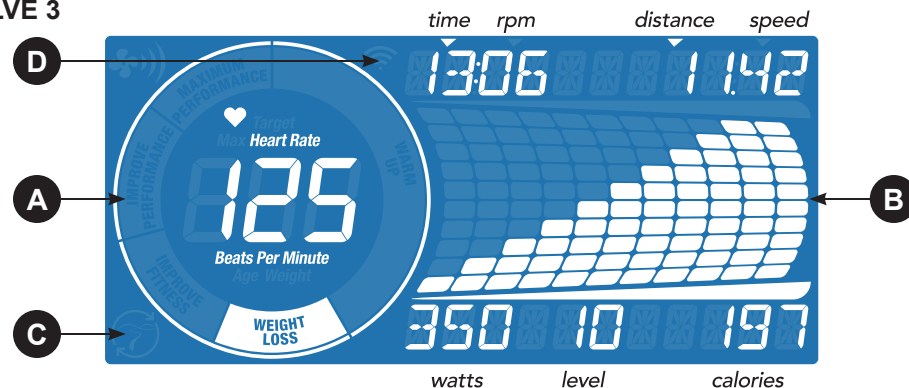 LVE 3
time rpm distance speed
D
13:06 11.42
MAXIMUM PERFORMANCE
Target
Max Heart Rate
WARM UP
IMPROVE PERFORMANCE
125
A
B
Beats Per Minute
Age Weight
IMPROVE FITNESS
WEIGHT
LOSS
C
350 10 197
watts level calories